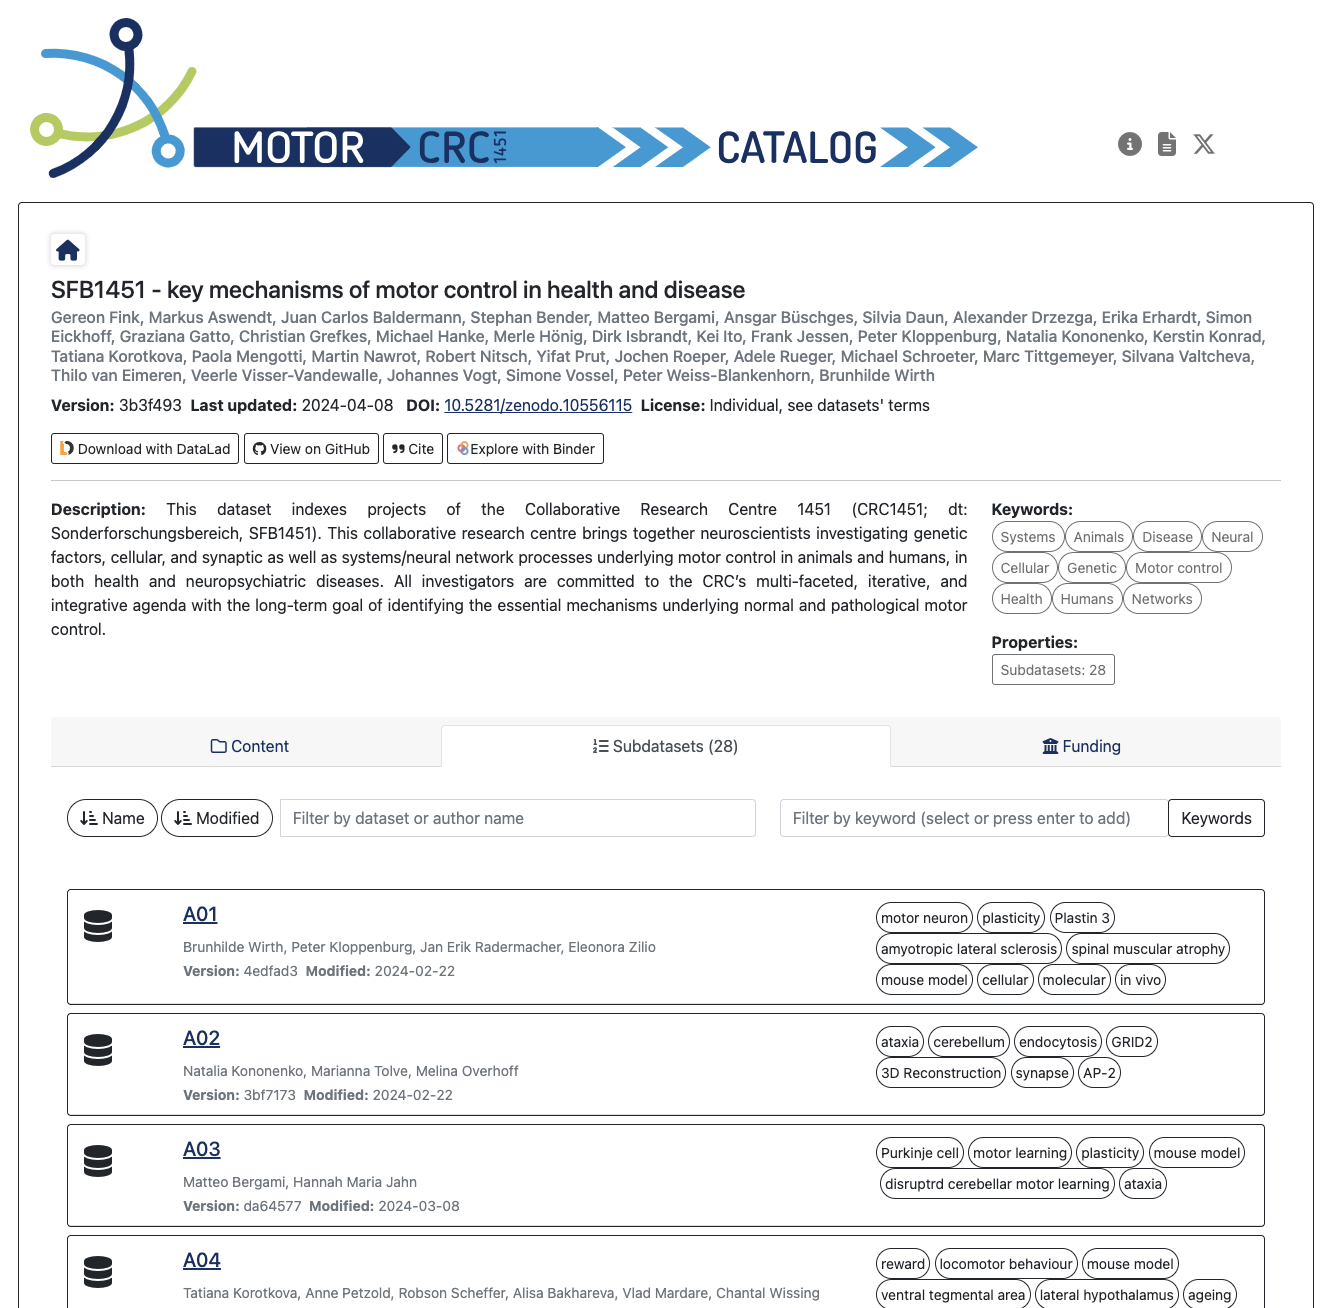 MOTOR CRC 1451 CATALOG
SFB1451 - key mechanisms of motor control in health and disease
Gereon Fink, Markus Aswendt, Juan Carlos Baldermann, Stephan Bender, Matteo Bergami, Ansgar Büschges, Silvia Daun, Alexander Drzezga, Erika Erhardt, Simon
Eickhoff, Graziana Gatto, Christian Grefkes, Michael Hanke, Merle Hönig, Dirk Isbrandt, Kei Ito, Frank Jessen, Peter Kloppenburg, Natalia Kononenko, Kerstin Konrad,
Tatiana Korotkova, Paola Mengotti, Martin Nawrot, Robert Nitsch, Yifat Prut, Jochen Roeper, Adele Rueger, Michael Schroeter, Marc Tittgemeyer, Silvana Valtcheva,
Thilo van Eimeren, Veerle Visser-Vandewalle, Johannes Vogt, Simone Vossel, Peter Weiss-Blankenhorn, Brunhilde Wirth
Version: 3b3f493 Last updated: 2024-04-08 DOI: 10.5281/zenodo.10556115 License: Individual, see datasets' terms
Download with DataLad View on GitHub Cite Explore with Binder
Description: This dataset indexes projects of the Collaborative Research Centre 1451 (CRC1451; dt:
Sonderforschungsbereich, SFB1451). This collaborative research centre brings together neuroscientists investigating genetic
factors, cellular, and synaptic as well as systems/neural network processes underlying motor control in animals and humans, in
both health and neuropsychiatric diseases. All investigators are committed to the CRC’s multi-faceted, iterative, and
integrative agenda with the long-term goal of identifying the essential mechanisms underlying normal and pathological motor
control.
Keywords:
Systems Animals Disease Neural
Cellular Genetic Motor control
Health Humans Networks
Properties:
Subdatasets: 28
Content Subdatasets (28) Funding
Name Modified Filter by dataset or author name Filter by keyword (select or press enter to add) Keywords
A01
Brunhilde Wirth, Peter Kloppenburg, Jan Erik Radermacher, Eleonora Zilio
Version: 4edfad3 Modified: 2024-02-22
motor neuron plasticity Plastin 3
amyotropic lateral sclerosis spinal muscular atrophy
mouse model cellular molecular in vivo
A02
Natalia Kononenko, Marianna Tolve, Melina Overhoff
Version: 3bf7173 Modified: 2024-02-22
ataxia cerebellum endocytosis GRID2
3D Reconstruction synapse AP-2
A03
Matteo Bergami, Hannah Maria Jahn
Version: da64577 Modified: 2024-03-08
Purkinje cell motor learning plasticity mouse model
disruptrd cerebellar motor learning ataxia
A04
Tatiana Korotkova, Anne Petzold, Robson Scheffer, Alisa Bakhareva, Vlad Mardare, Chantal Wissing
reward locomotor behaviour mouse model
ventral tegmental area lateral hypothalamus ageing